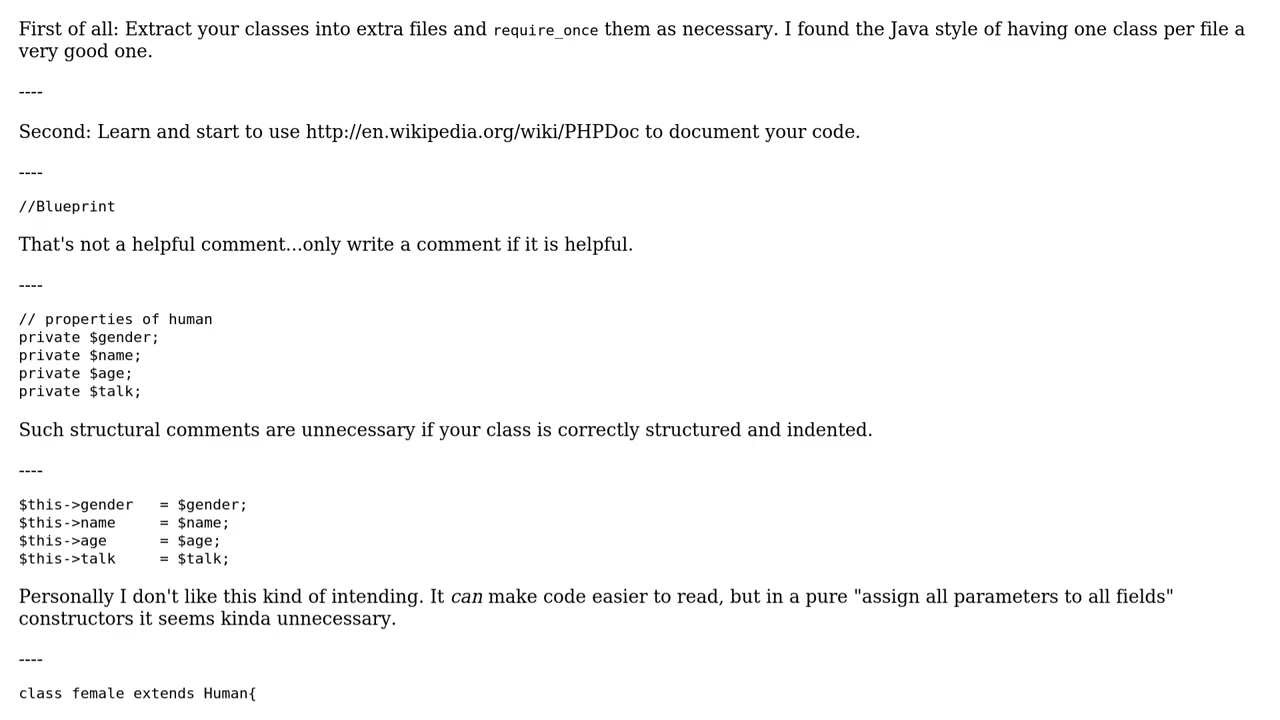 First of all: Extract your classes into extra files and require_once them as necessary. I found the Java style of having one class per file a
very good one.
----
Second: Learn and start to use http://en.wikipedia.org/wiki/PHPDoc to document your code.
----
//Blueprint
That's not a helpful comment...only write a comment if it is helpful.
----
// properties of human
private $gender;
private $name;
private $age;
private $talk;
Such structural comments are unnecessary if your class is correctly structured and indented.
----
$this->gender   = $gender;
$this->name     = $name;
$this->age      = $age;
$this->talk     = $talk;
Personally I don't like this kind of intending. It can make code easier to read, but in a pure "assign all parameters to all fields"
constructors it seems kinda unnecessary.
----
class female extends Human{